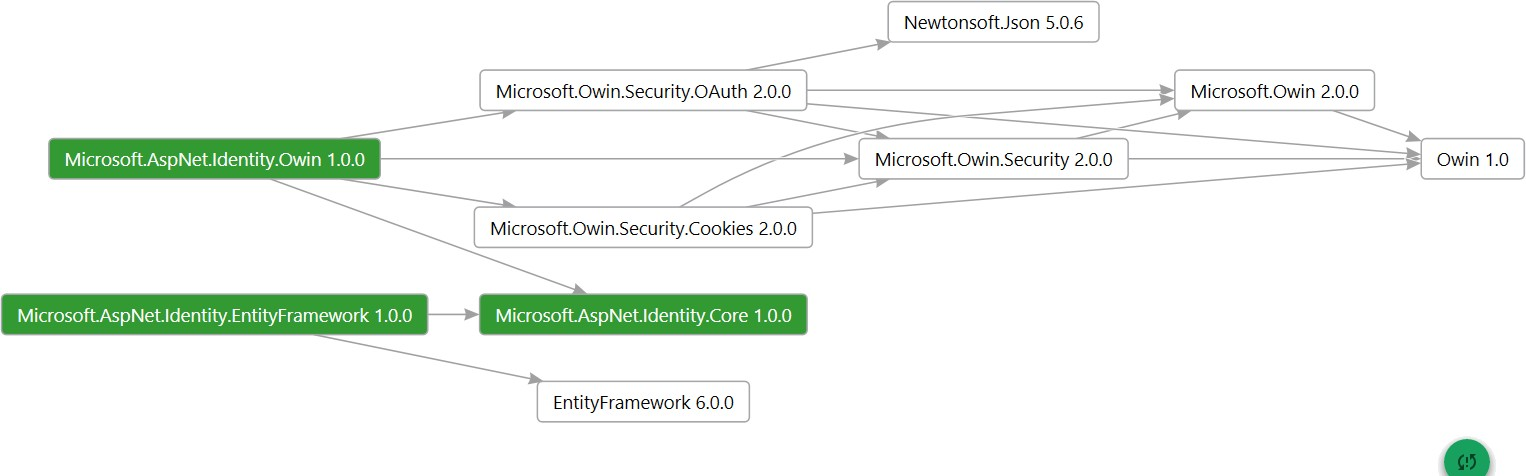 Newtonsoft.Json 5.0.6
Microsoft.Owin.Security.OAuth 2.0.0
Microsoft.Owin 2.0.0
Microsoft.AspNet.Identity.Owin 1.0.0
Microsoft.Owin.Security 2.0.0
Owin 1.0
Microsoft.Owin.Security.Cookies 2.0.0
Microsoft.AspNet.Identity.EntityFramework 1.0.0
Microsoft.AspNet.Identity.Core 1.0.0
EntityFramework 6.0.0